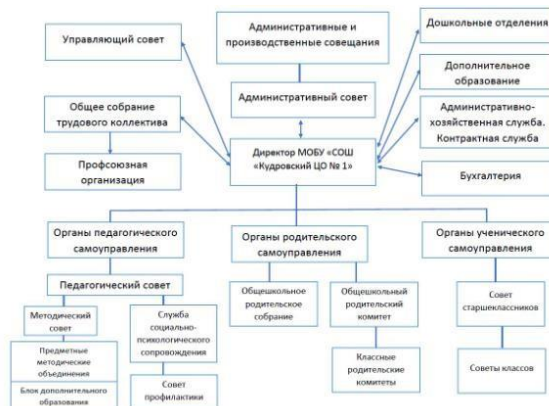 Административные и
производственные совещания
Дошкольные отделения
Управляющий совет
Дополнительное
образование
Административный совет
Общее собрание
трудового коллектива
Административно-
хозяйственная служба.
Контрактная служба
Директор МОБУ «СОШ
«Кудровский ЦО № 1»
Профсоюзная
организация
Бухгалтерия
Органы педагогического
самоуправления
Органы родительского
самоуправления
Органы ученического
самоуправления
Педагогический совет
Общешкольное
родительское
собрание
Общешкольный
родительский
комитет
Совет
старшеклассников
Методический
совет
Служба
социально-
психологического
сопровождения
Предметные
методические
объединения
Классные
родительские
комитеты
Советы классов
Блок дополнительного
образования
Совет
профилактики